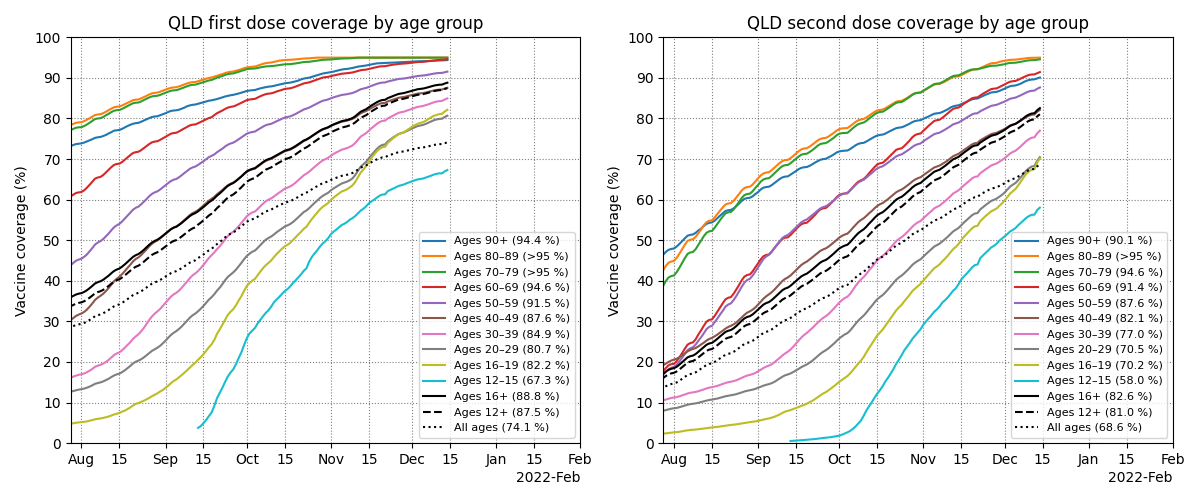 QLD first dose coverage by age group
Vaccine coverage (%)
100
90
80
70
60
50
40
30
20
10
0
Aug 15 Sep 15 Oct 15 Nov 15 Dec 15 Jan 15 Feb
2022-Feb
Ages 90+ (94.4 %)
Ages 80–89 (>95 %)
Ages 70–79 (>95 %)
Ages 60–69 (94.6 %)
Ages 50–59 (91.5 %)
Ages 40–49 (87.6 %)
Ages 30–39 (84.9 %)
Ages 20–29 (80.7 %)
Ages 16–19 (82.2 %)
Ages 12–15 (67.3 %)
Ages 16+ (88.8 %)
Ages 12+ (87.5 %)
All ages (74.1 %)
QLD second dose coverage by age group
Vaccine coverage (%)
100
90
80
70
60
50
40
30
20
10
0
Aug 15 Sep 15 Oct 15 Nov 15 Dec 15 Jan 15 Feb
2022-Feb
Ages 90+ (90.1 %)
Ages 80–89 (>95 %)
Ages 70–79 (94.6 %)
Ages 60–69 (91.4 %)
Ages 50–59 (87.6 %)
Ages 40–49 (82.1 %)
Ages 30–39 (77.0 %)
Ages 20–29 (70.5 %)
Ages 16–19 (70.2 %)
Ages 12–15 (58.0 %)
Ages 16+ (82.6 %)
Ages 12+ (81.0 %)
All ages (68.6 %)